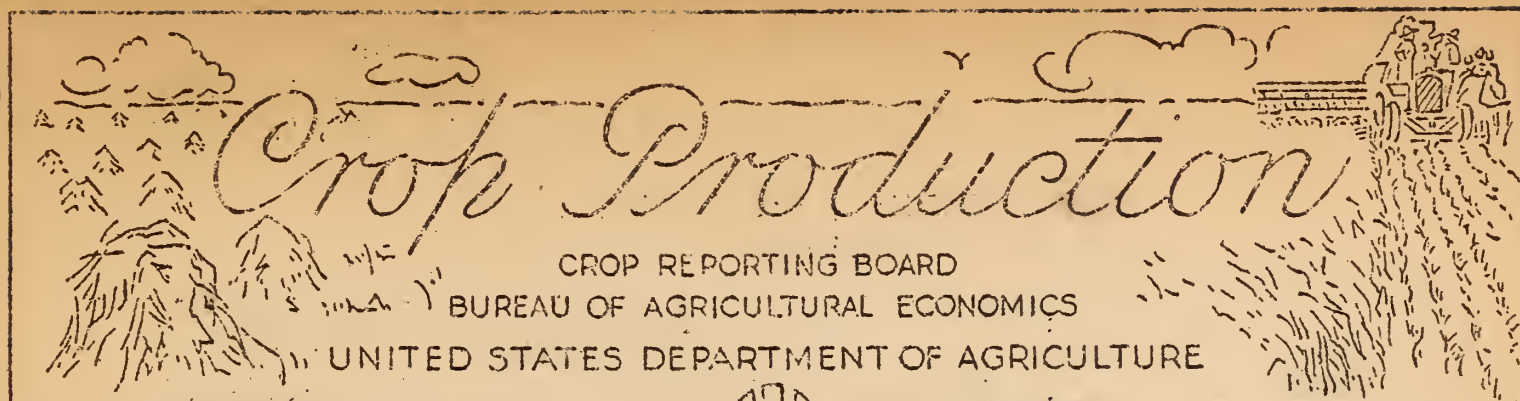 Crop Production
CROP REPORTING BOARD
BUREAU OF AGRICULTURAL ECONOMICS
UNITED STATES DEPARTMENT OF AGRICULTURE